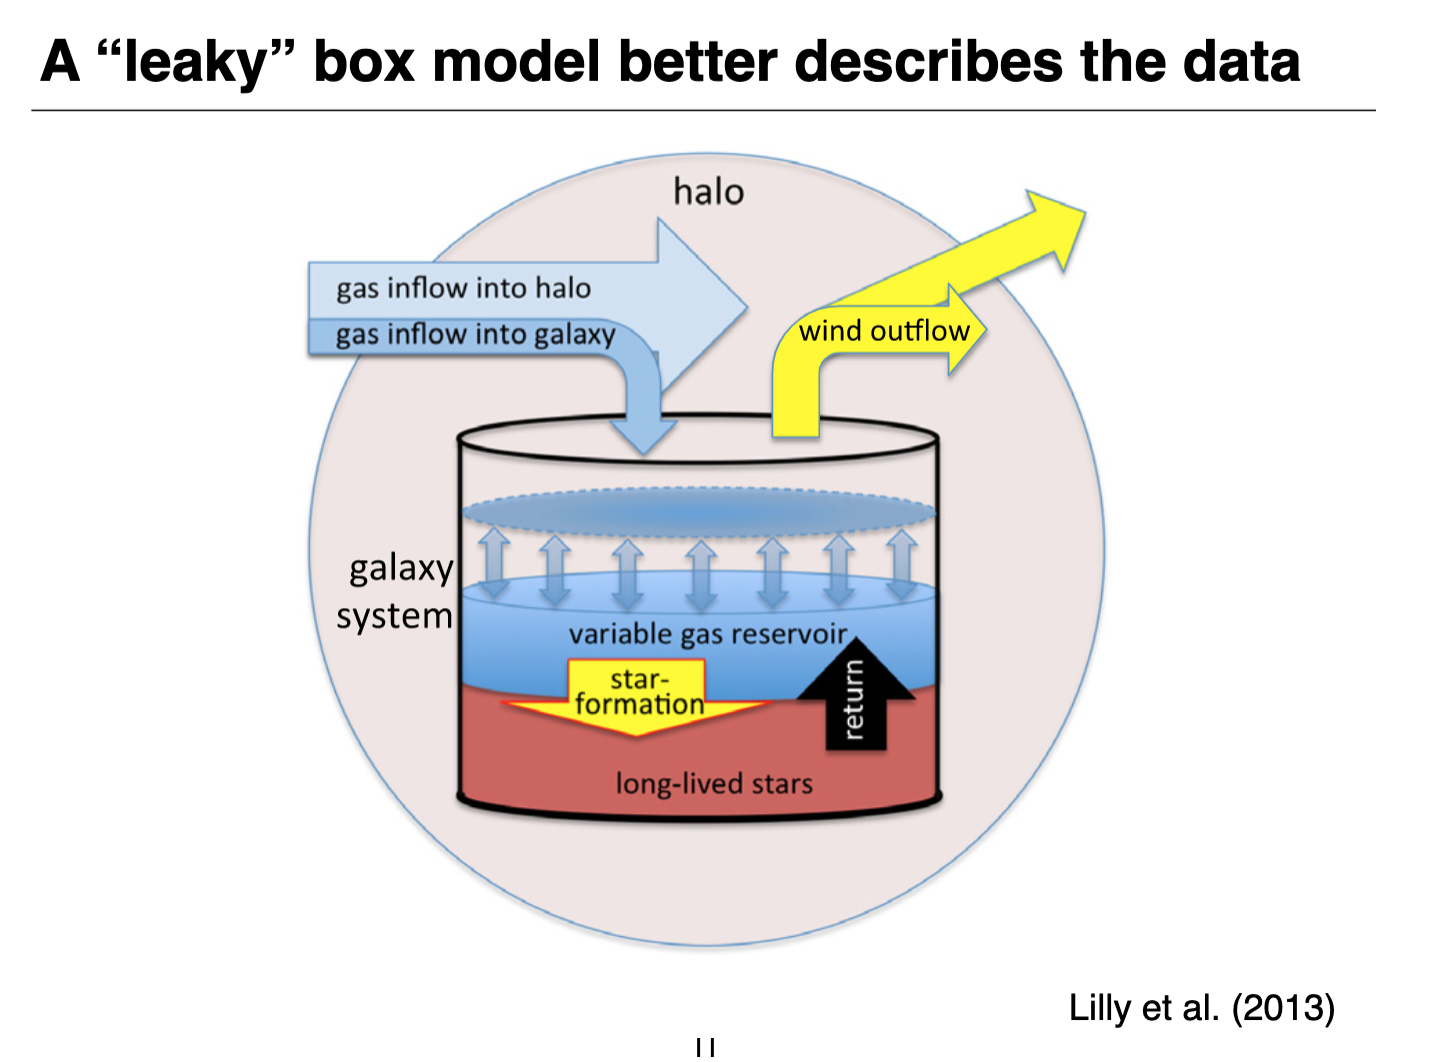 A “leaky” box model better describes the data
halo
gas inflow into halo
gas inflow into galaxy
wind outflow
galaxy
system
variable gas reservoir
star-
formation
return
long-lived stars
Lilly et al. (2013)